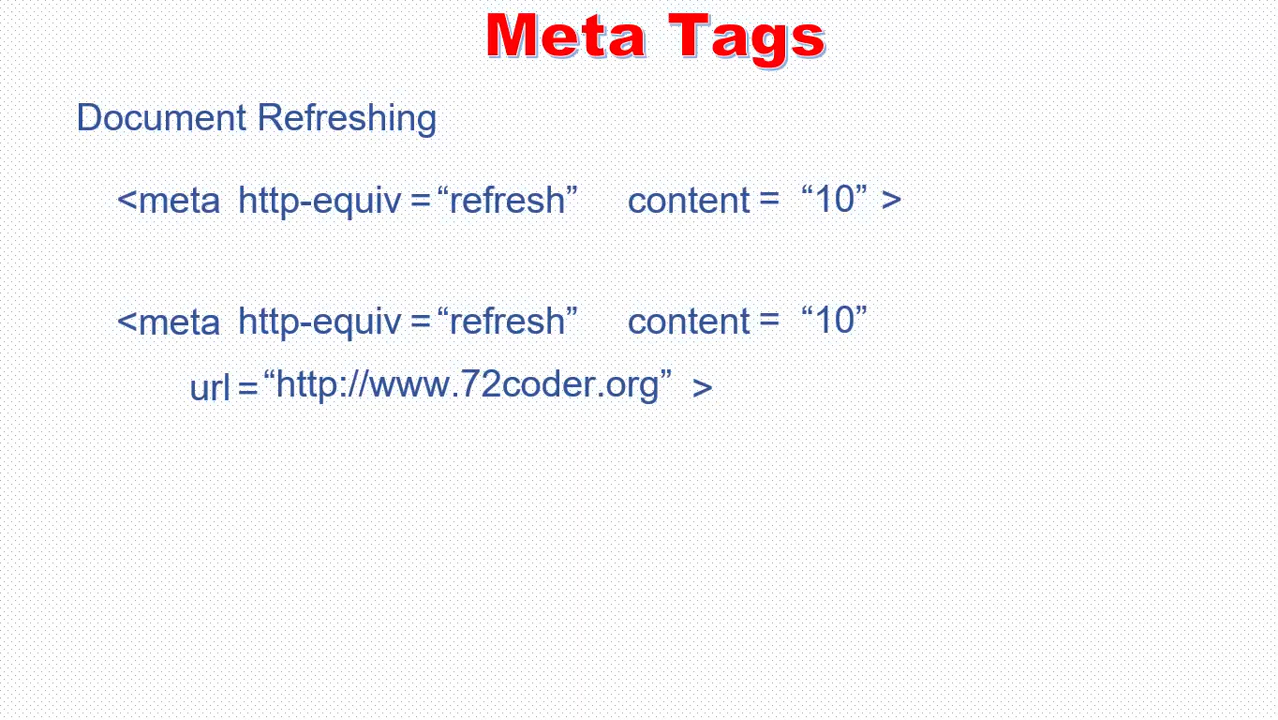 Meta Tags
Document Refreshing
<meta http-equiv = “refresh” content = “10” >
<meta http-equiv = “refresh” content = “10”
url = “http://www.72coder.org” >